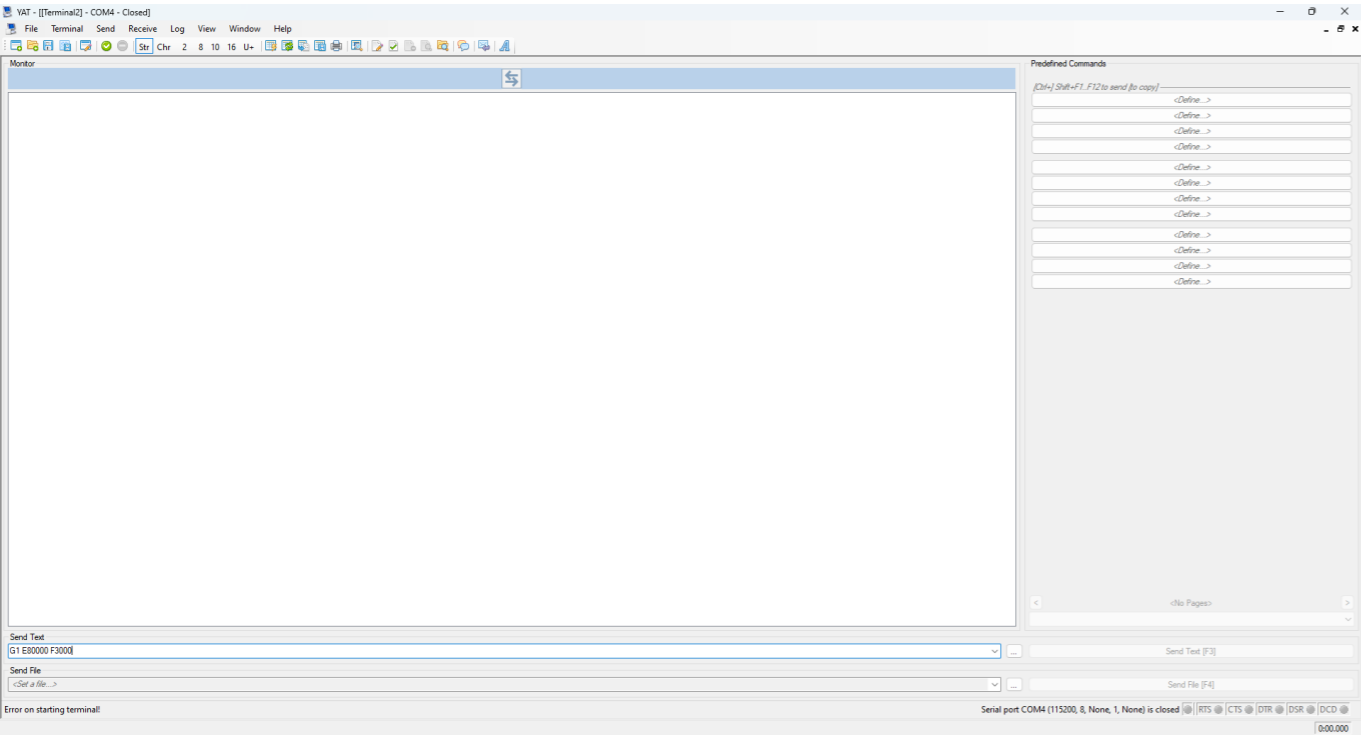 YAT - [[Terminal2] - COM4 - Closed]
File Terminal Send Receive Log View Window Help
Str Chr 2 8 10 16 U+
Monitor
Predefined Commands
[Ctrl+] Shift+F1..F12 to send [to copy]
<Define...>
<Define...>
<Define...>
<Define...>
<Define...>
<Define...>
<Define...>
<Define...>
<Define...>
<Define...>
<Define...>
<Define...>
< <No Pages> >
Send Text
G1 E80000 F3000 ... Send Text [F3]
Send File
<Set a file...> ... Send File [F4]
Error on starting terminal! Serial port COM4 (115200, 8, None, 1, None) is closed RTS CTS DTR DSR DCD
0:00.000